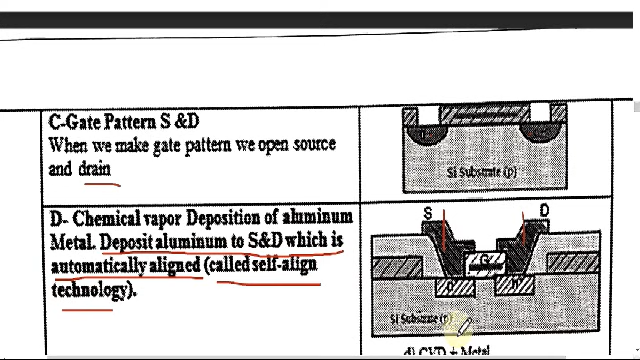 C-Gate Pattern S &D
When we make gate pattern we open source
and drain
Si Substrate (p)
D- Chemical vapor Deposition of aluminum
Metal. Deposit aluminum to S&D which is
automatically aligned (called self-align
technology).
S
D
G
Si Substrate
d) CVD + Metal